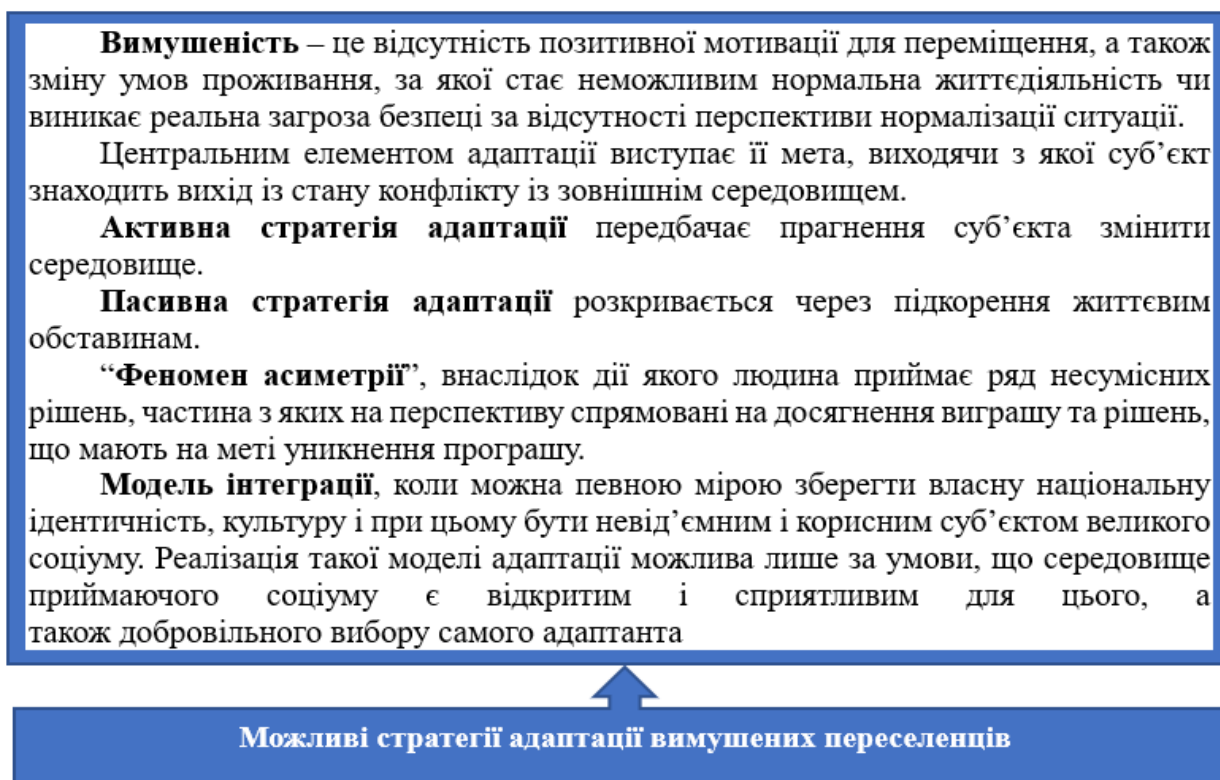 Вимушеність – це відсутність позитивної мотивації для переміщення, а також
зміну умов проживання, за якої стає неможливим нормальна життєдіяльність чи
виникає реальна загроза безпеці за відсутності перспективи нормалізації ситуації.
Центральним елементом адаптації виступає її мета, виходячи з якої суб’єкт
знаходить вихід із стану конфлікту із зовнішнім середовищем.
Активна стратегія адаптації передбачає прагнення суб’єкта змінити
середовище.
Пасивна стратегія адаптації розкривається через підкорення життєвим
обставинам.
“Феномен асиметрії”, внаслідок дії якого людина приймає ряд несумісних
рішень, частина з яких на перспективу спрямовані на досягнення виграшу та рішень,
що мають на меті уникнення програшу.
Модель інтеграції, коли можна певною мірою зберегти власну національну
ідентичність, культуру і при цьому бути невід’ємним і корисним суб’єктом великого
соціуму. Реалізація такої моделі адаптації можлива лише за умови, що середовище
приймаючого соціуму є відкритим і сприятливим для цього, а
також добровільного вибору самого адаптанта
Можливі стратегії адаптації вимушених переселенців